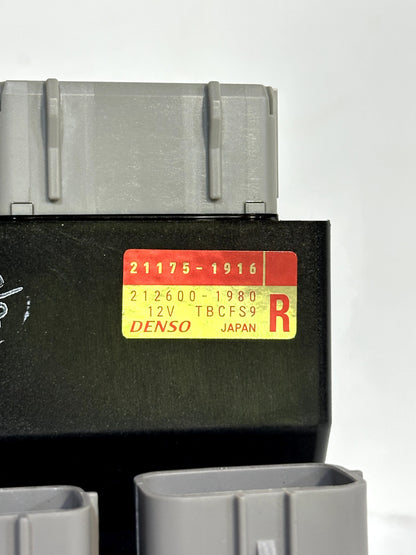 21175-1916
212600-1980
12V TBCFS9
DENSO JAPAN
R